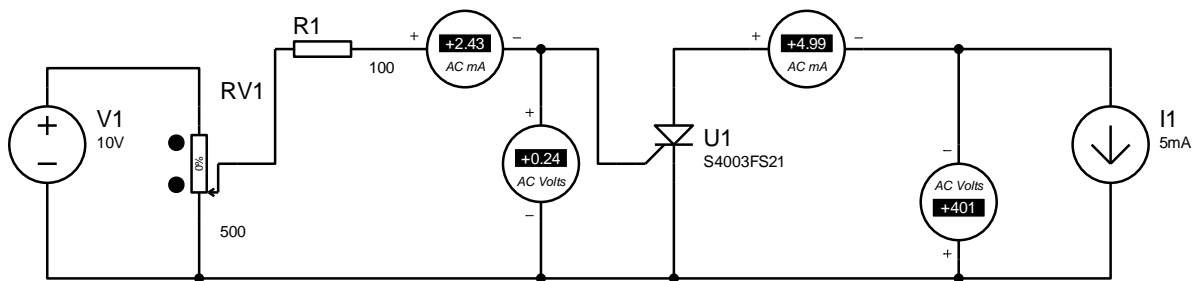 R1
100
+2.43
AC mA
+4.99
AC mA
RV1
V1
10V
0%
500
+0.24
AC Volts
U1
S4003FS21
AC Volts
+401
I1
5mA